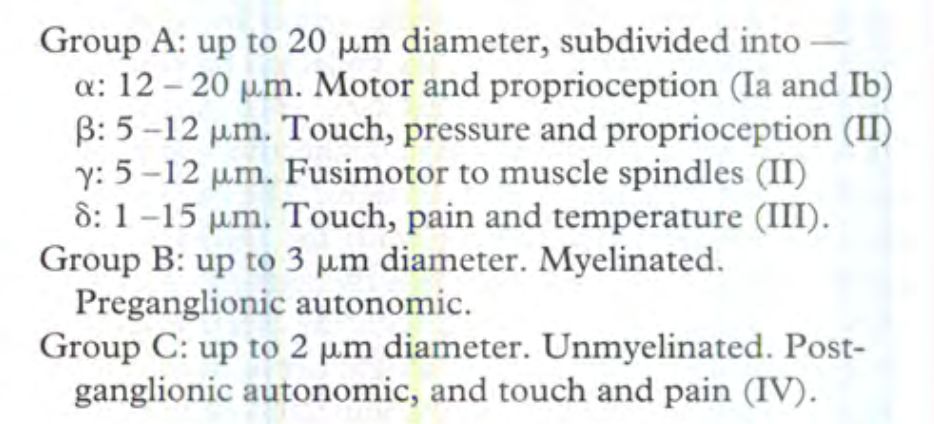 Group A: up to 20 μm diameter, subdivided into —
α: 12 – 20 μm. Motor and proprioception (Ia and Ib)
β: 5 –12 μm. Touch, pressure and proprioception (II)
γ: 5 –12 μm. Fusimotor to muscle spindles (II)
δ: 1 –15 μm. Touch, pain and temperature (III).
Group B: up to 3 μm diameter. Myelinated.
Preganglionic autonomic.
Group C: up to 2 μm diameter. Unmyelinated. Post-
ganglionic autonomic, and touch and pain (IV).